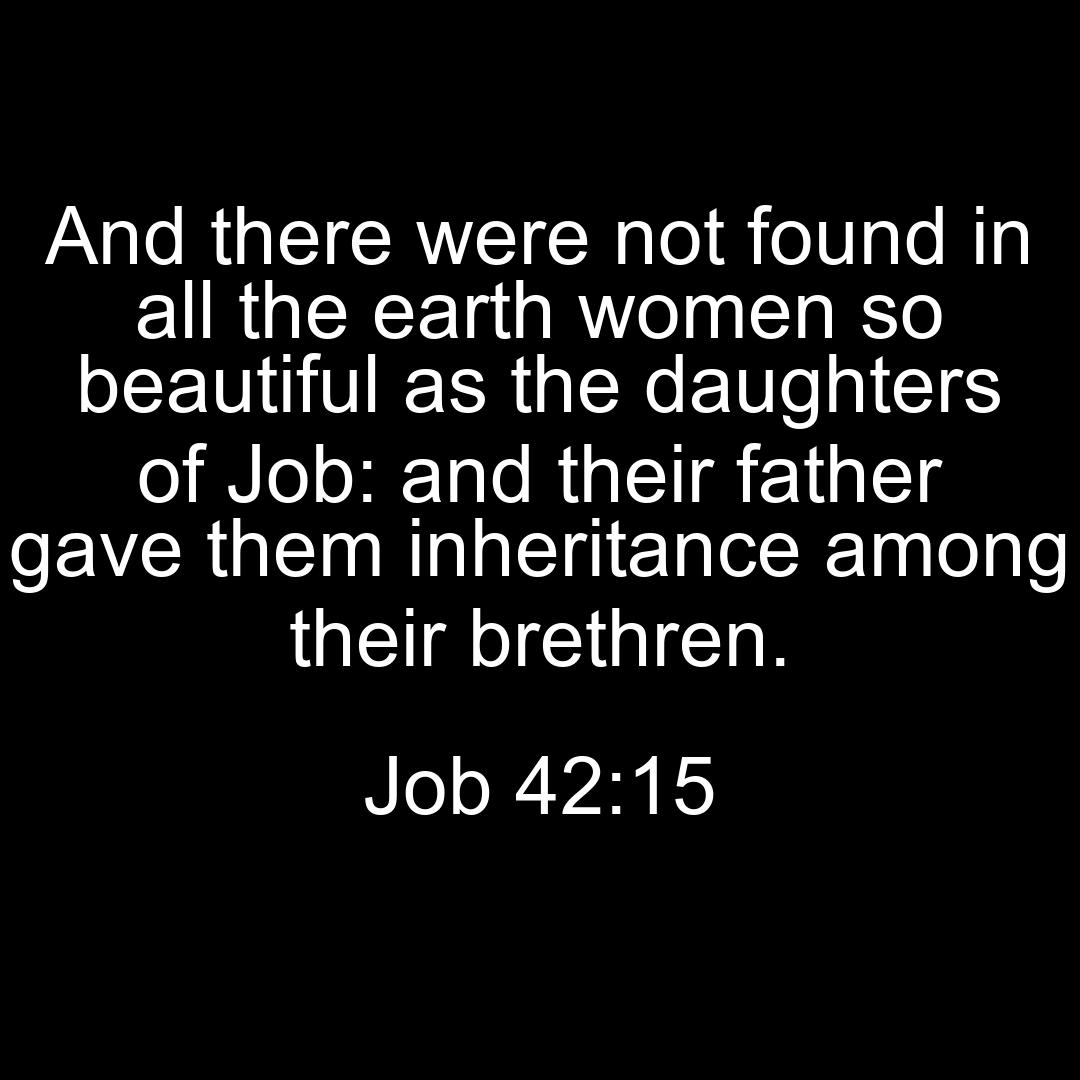 And there were not found in
all the earth women so
beautiful as the daughters
of Job: and their father
gave them inheritance among
their brethren.
Job 42:15